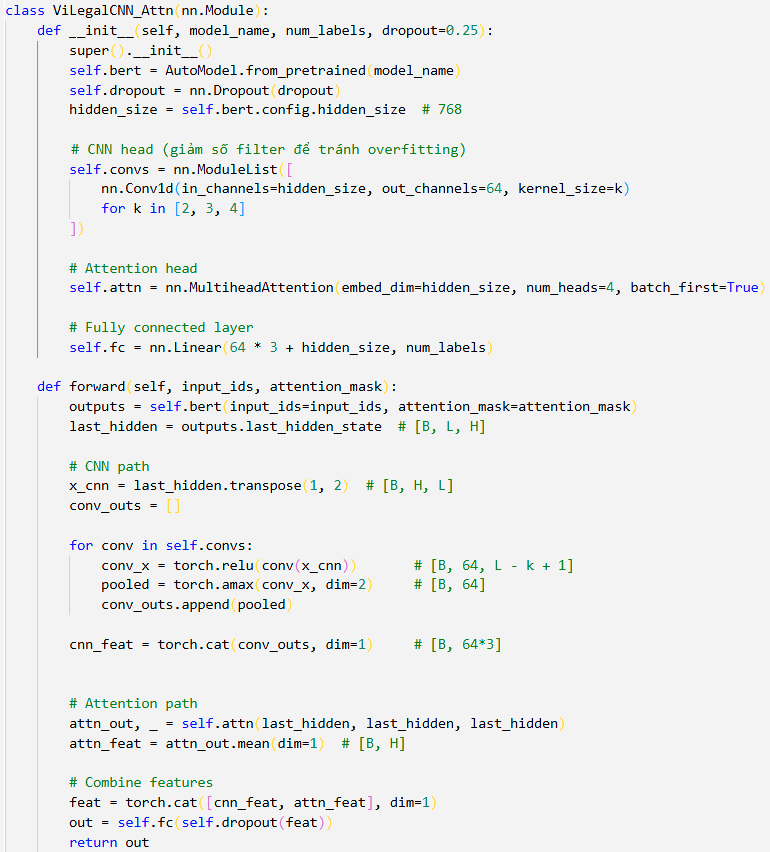 class ViLegalCNN_Attn(nn.Module):
    def __init__(self, model_name, num_labels, dropout=0.25):
        super().__init__()
        self.bert = AutoModel.from_pretrained(model_name)
        self.dropout = nn.Dropout(dropout)
        hidden_size = self.bert.config.hidden_size  # 768

        # CNN head (giảm số filter để tránh overfitting)
        self.convs = nn.ModuleList([
            nn.Conv1d(in_channels=hidden_size, out_channels=64, kernel_size=k)
            for k in [2, 3, 4]
        ])

        # Attention head
        self.attn = nn.MultiheadAttention(embed_dim=hidden_size, num_heads=4, batch_first=True)

        # Fully connected layer
        self.fc = nn.Linear(64 * 3 + hidden_size, num_labels)

    def forward(self, input_ids, attention_mask):
        outputs = self.bert(input_ids=input_ids, attention_mask=attention_mask)
        last_hidden = outputs.last_hidden_state  # [B, L, H]

        # CNN path
        x_cnn = last_hidden.transpose(1, 2)  # [B, H, L]
        conv_outs = []

        for conv in self.convs:
            conv_x = torch.relu(conv(x_cnn))       # [B, 64, L - k + 1]
            pooled = torch.amax(conv_x, dim=2)     # [B, 64]
            conv_outs.append(pooled)

        cnn_feat = torch.cat(conv_outs, dim=1)     # [B, 64*3]


        # Attention path
        attn_out, _ = self.attn(last_hidden, last_hidden, last_hidden)
        attn_feat = attn_out.mean(dim=1)  # [B, H]

        # Combine features
        feat = torch.cat([cnn_feat, attn_feat], dim=1)
        out = self.fc(self.dropout(feat))
        return out